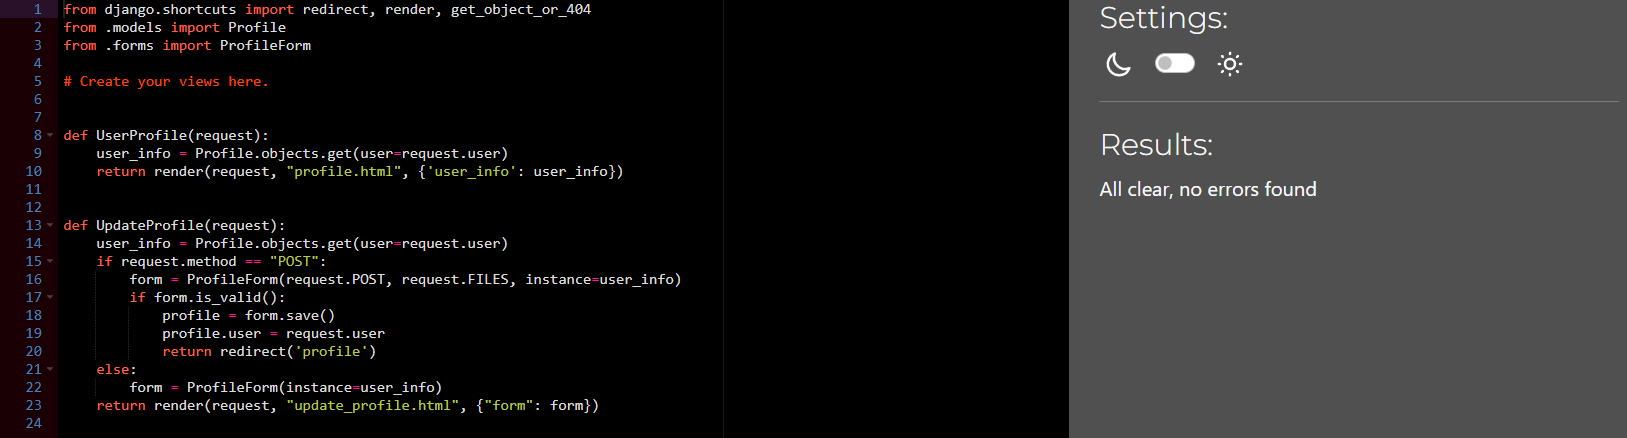 1 from django.shortcuts import redirect, render, get_object_or_404
2 from .models import Profile
3 from .forms import ProfileForm
4
5 # Create your views here.
6
7
8 def UserProfile(request):
9     user_info = Profile.objects.get(user=request.user)
10     return render(request, "profile.html", {'user_info': user_info})
11
12
13 def UpdateProfile(request):
14     user_info = Profile.objects.get(user=request.user)
15     if request.method == "POST":
16         form = ProfileForm(request.POST, request.FILES, instance=user_info)
17         if form.is_valid():
18             profile = form.save()
19             profile.user = request.user
20             return redirect('profile')
21     else:
22         form = ProfileForm(instance=user_info)
23     return render(request, "update_profile.html", {"form": form})
24
Settings:
Results:
All clear, no errors found